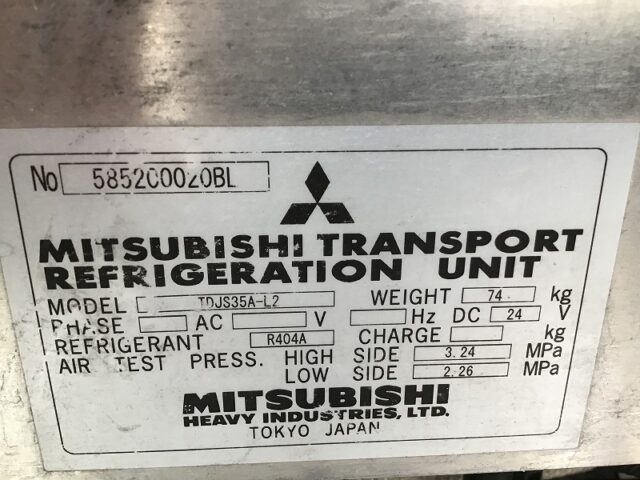 No 585200020BL
MITSUBISHI TRANSPORT
REFRIGERATION UNIT
MODEL TDJS35A-L2 WEIGHT 74 kg
PHASE AC V Hz DC 24 V
REFRIGERANT R404A CHARGE kg
AIR TEST PRESS. HIGH SIDE 3.24 MPa
LOW SIDE 2.26 MPa
MITSUBISHI
HEAVY INDUSTRIES, LTD.
TOKYO JAPAN